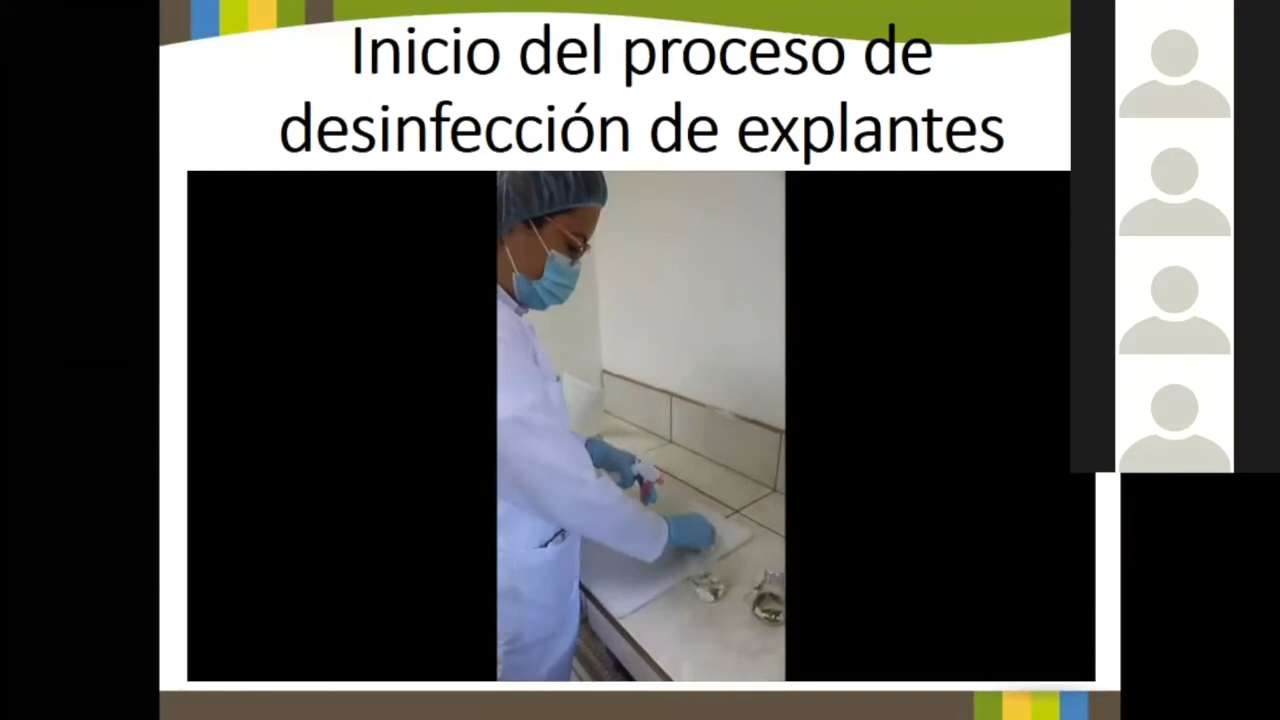 Inicio del proceso de
desinfección de explantes